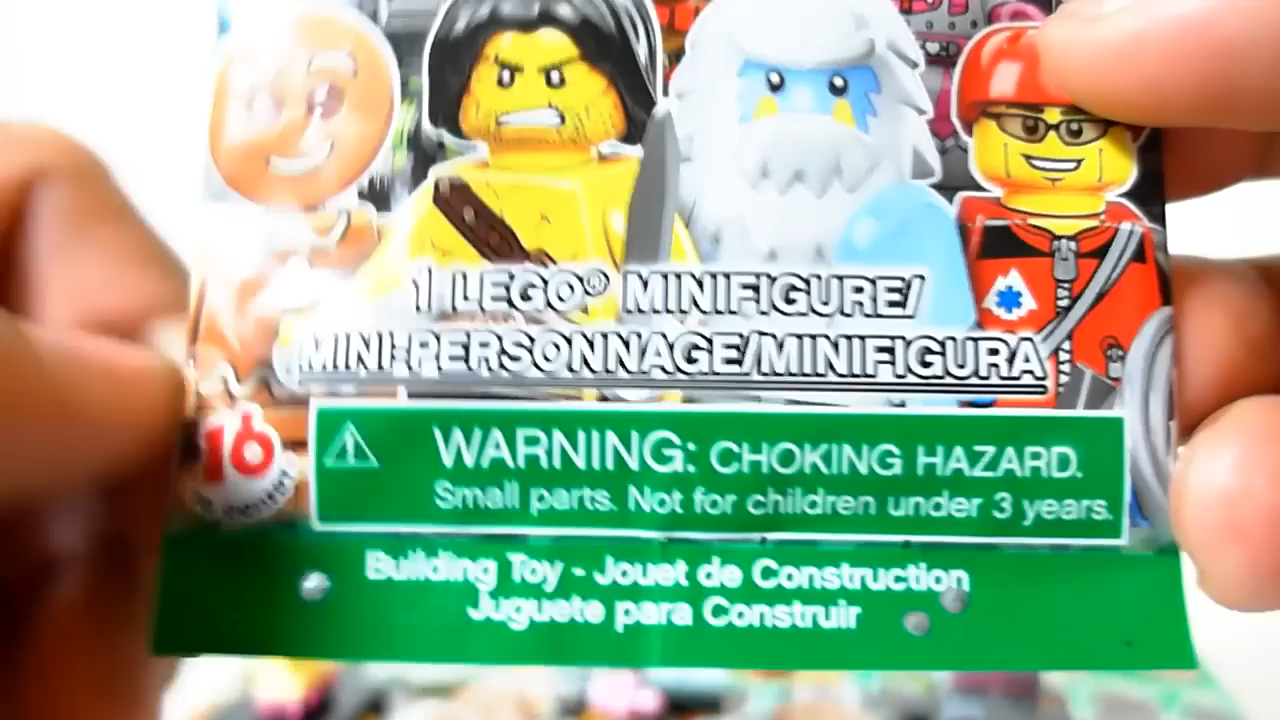 1 LEGO® MINIFIGURE/
MINI-PERSONNAGE/MINIFIGURA
16
WARNING: CHOKING HAZARD.
Small parts. Not for children under 3 years.
Building Toy - Jouet de Construction
Juguete para Construir